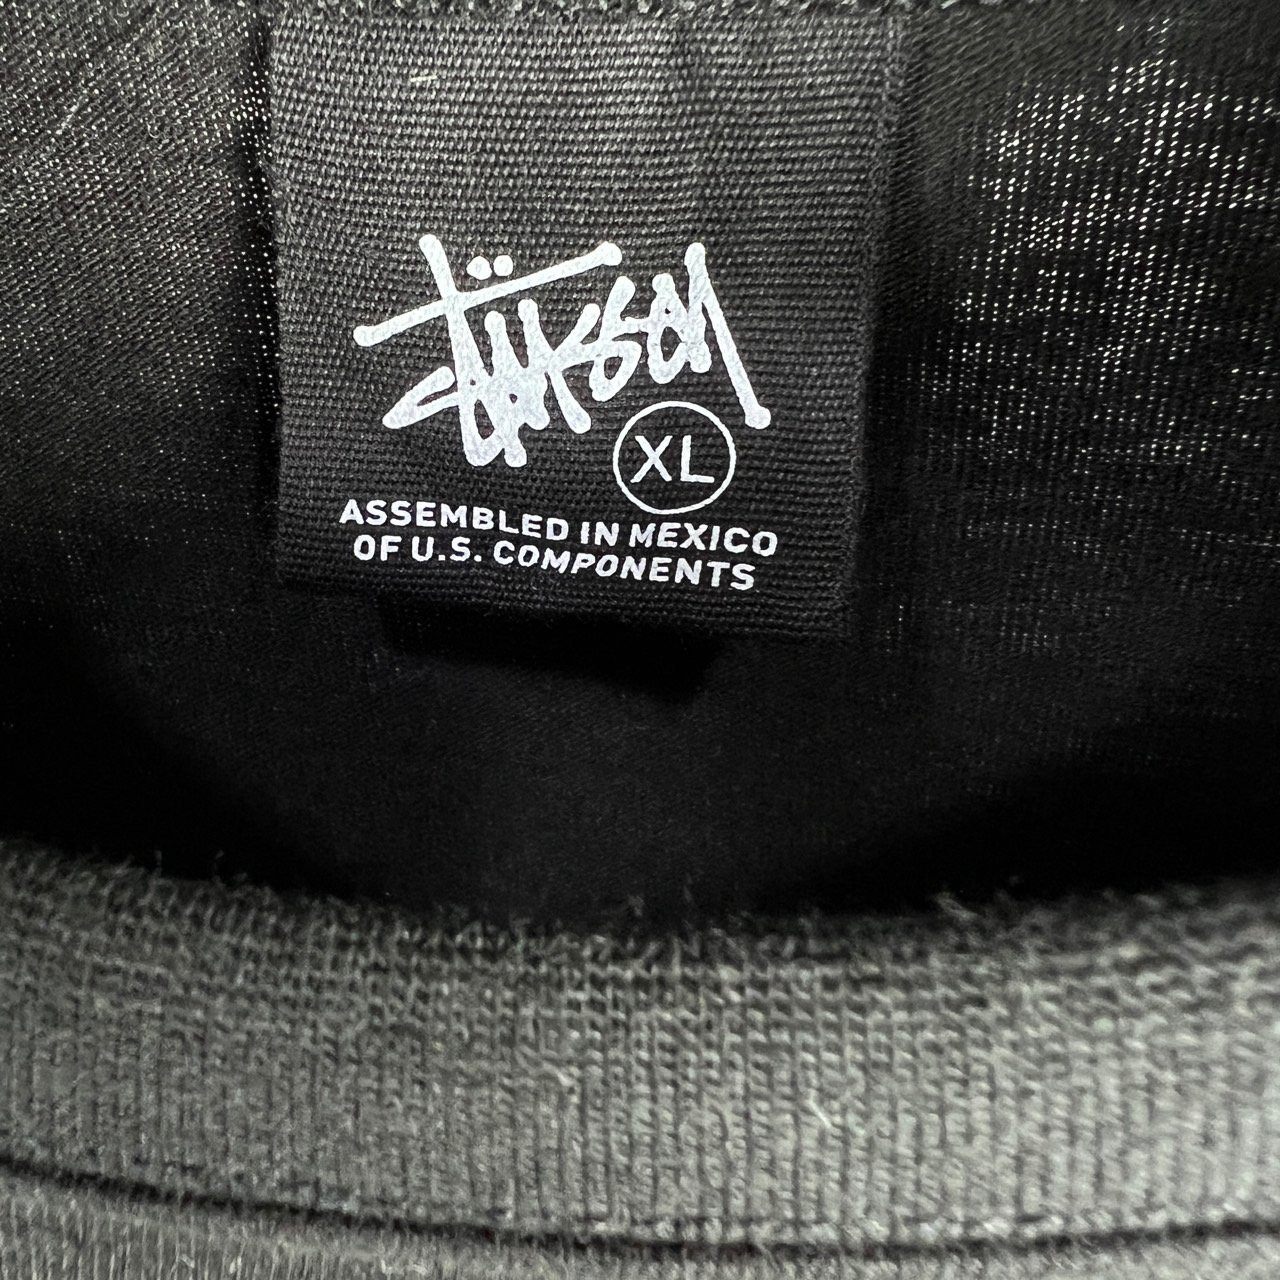 Stüssy
XL
ASSEMBLED IN MEXICO
OF U.S. COMPONENTS